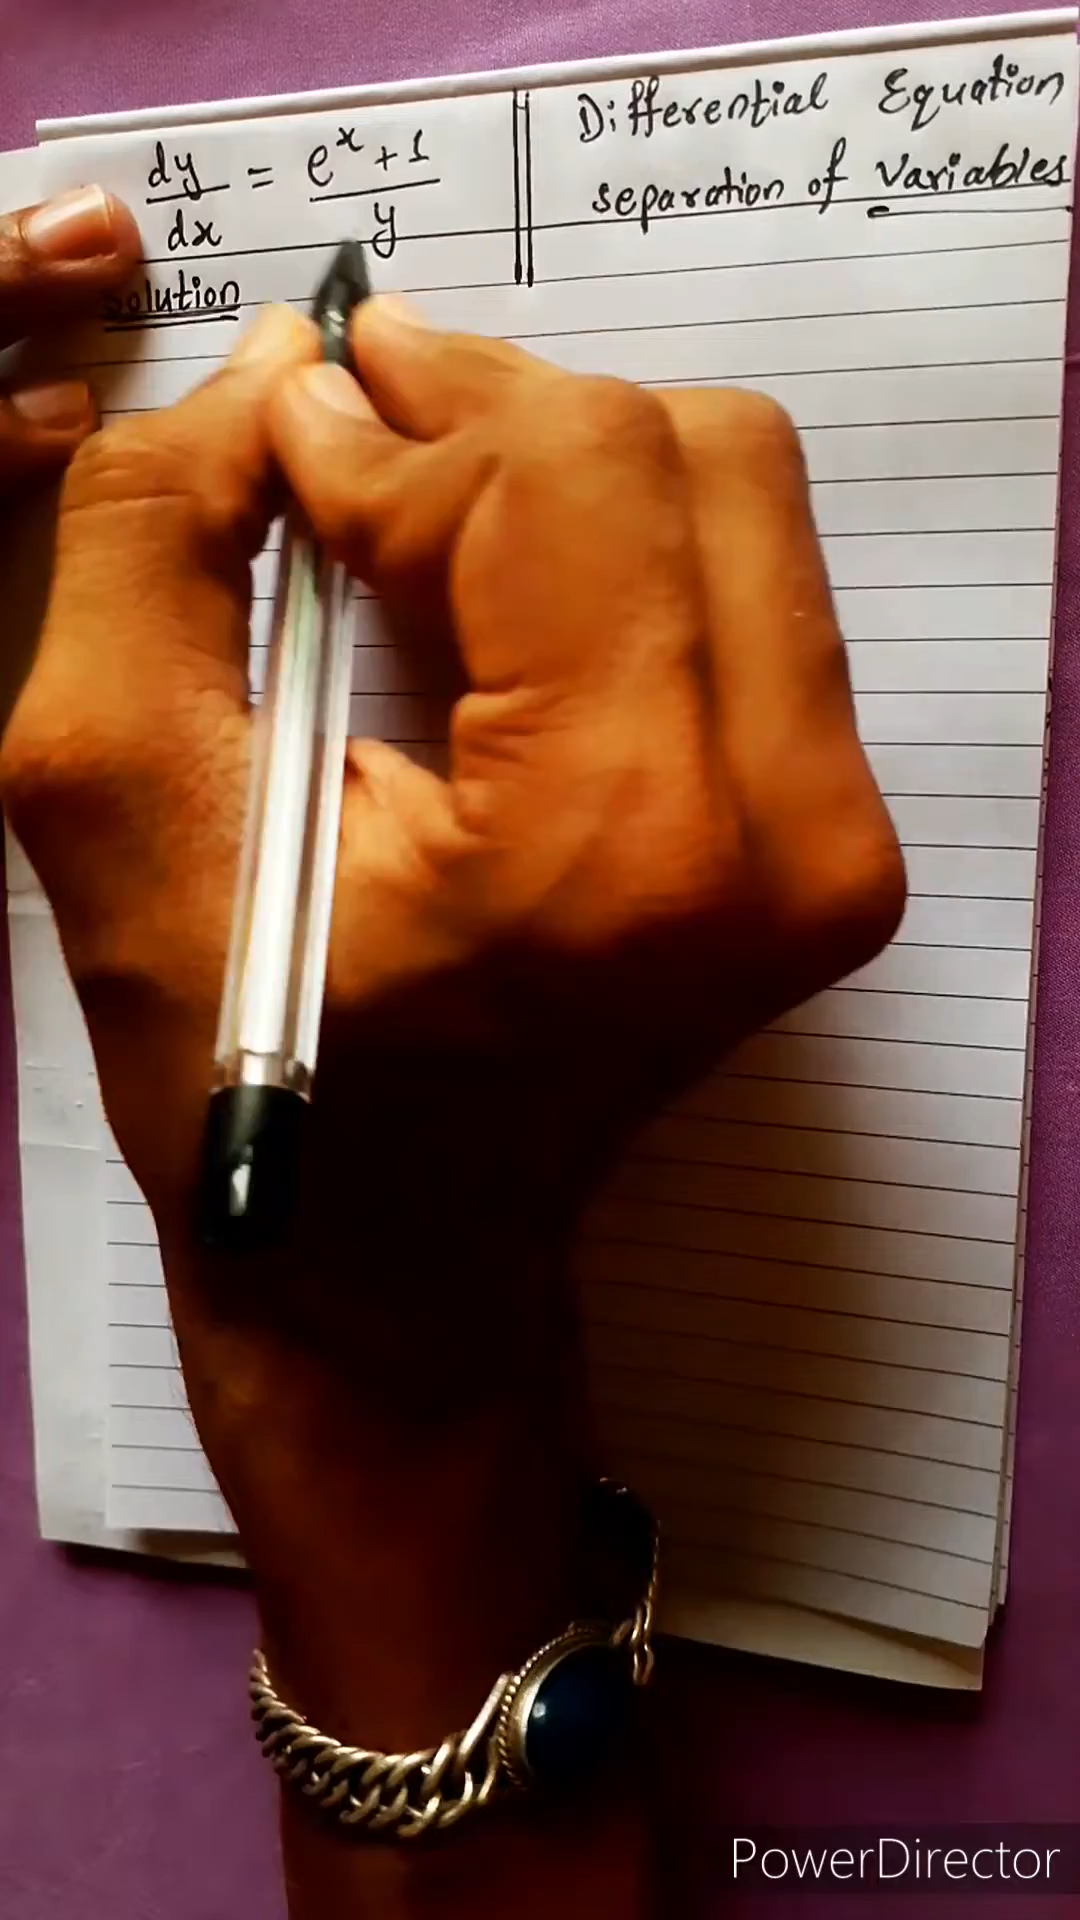 dy/dx = (e^x + 1)/y
Differential Equation
separation of Variables
Solution
PowerDirector